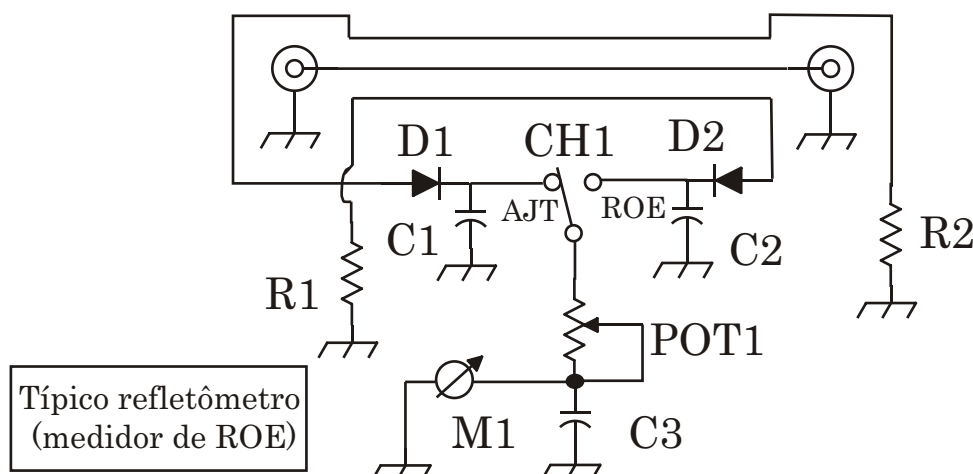 D1
CH1
D2
AJT
ROE
C1
C2
R2
R1
POT1
Típico refletômetro
(medidor de ROE)
M1
C3